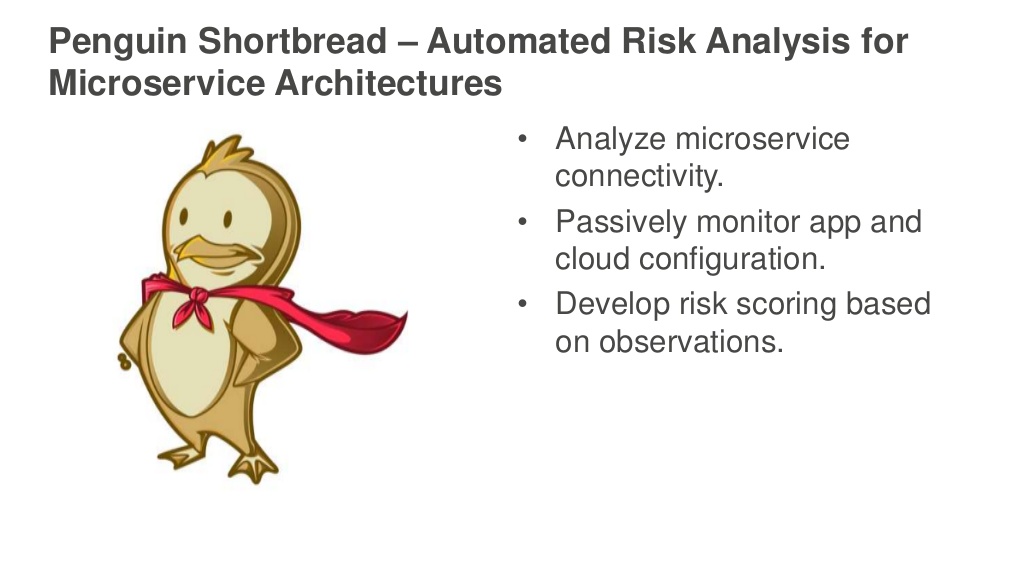 Penguin Shortbread – Automated Risk Analysis for
Microservice Architectures
• Analyze microservice
connectivity.
• Passively monitor app and
cloud configuration.
• Develop risk scoring based
on observations.